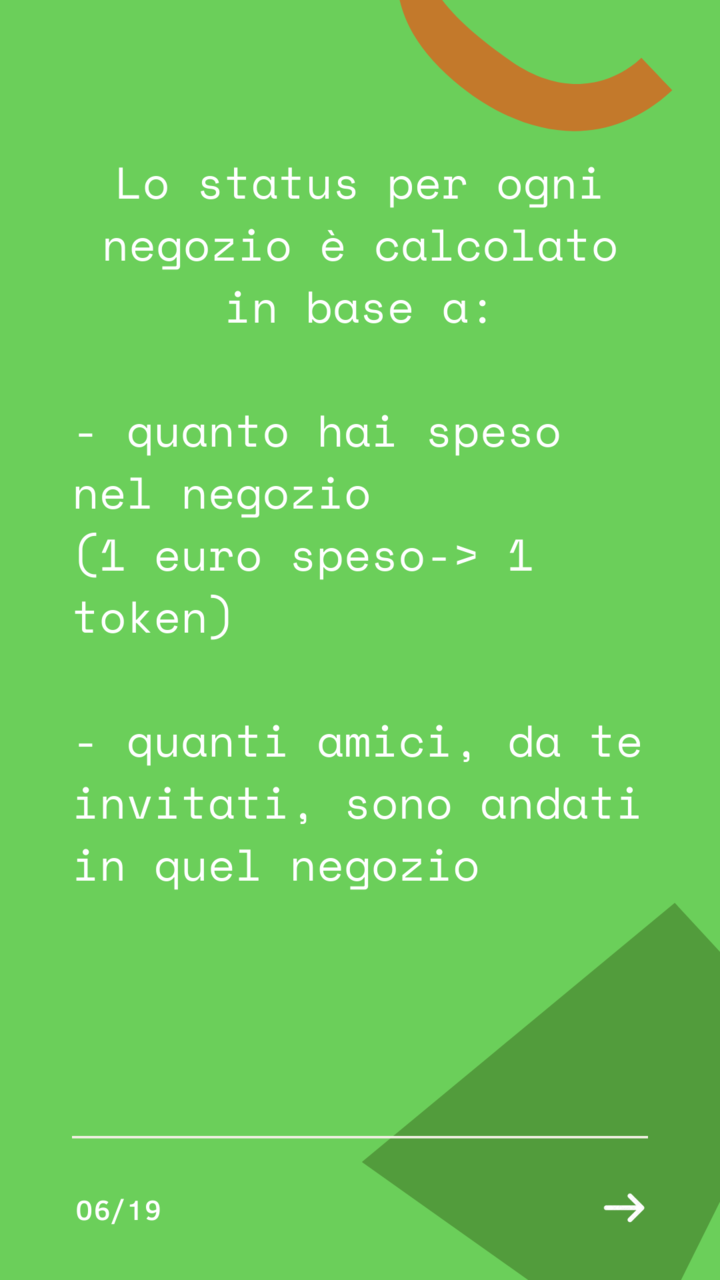 Lo status per ogni
negozio è calcolato
in base a:
- quanto hai speso
nel negozio
(1 euro speso-> 1
token)
- quanti amici, da te
invitati, sono andati
in quel negozio
06/19